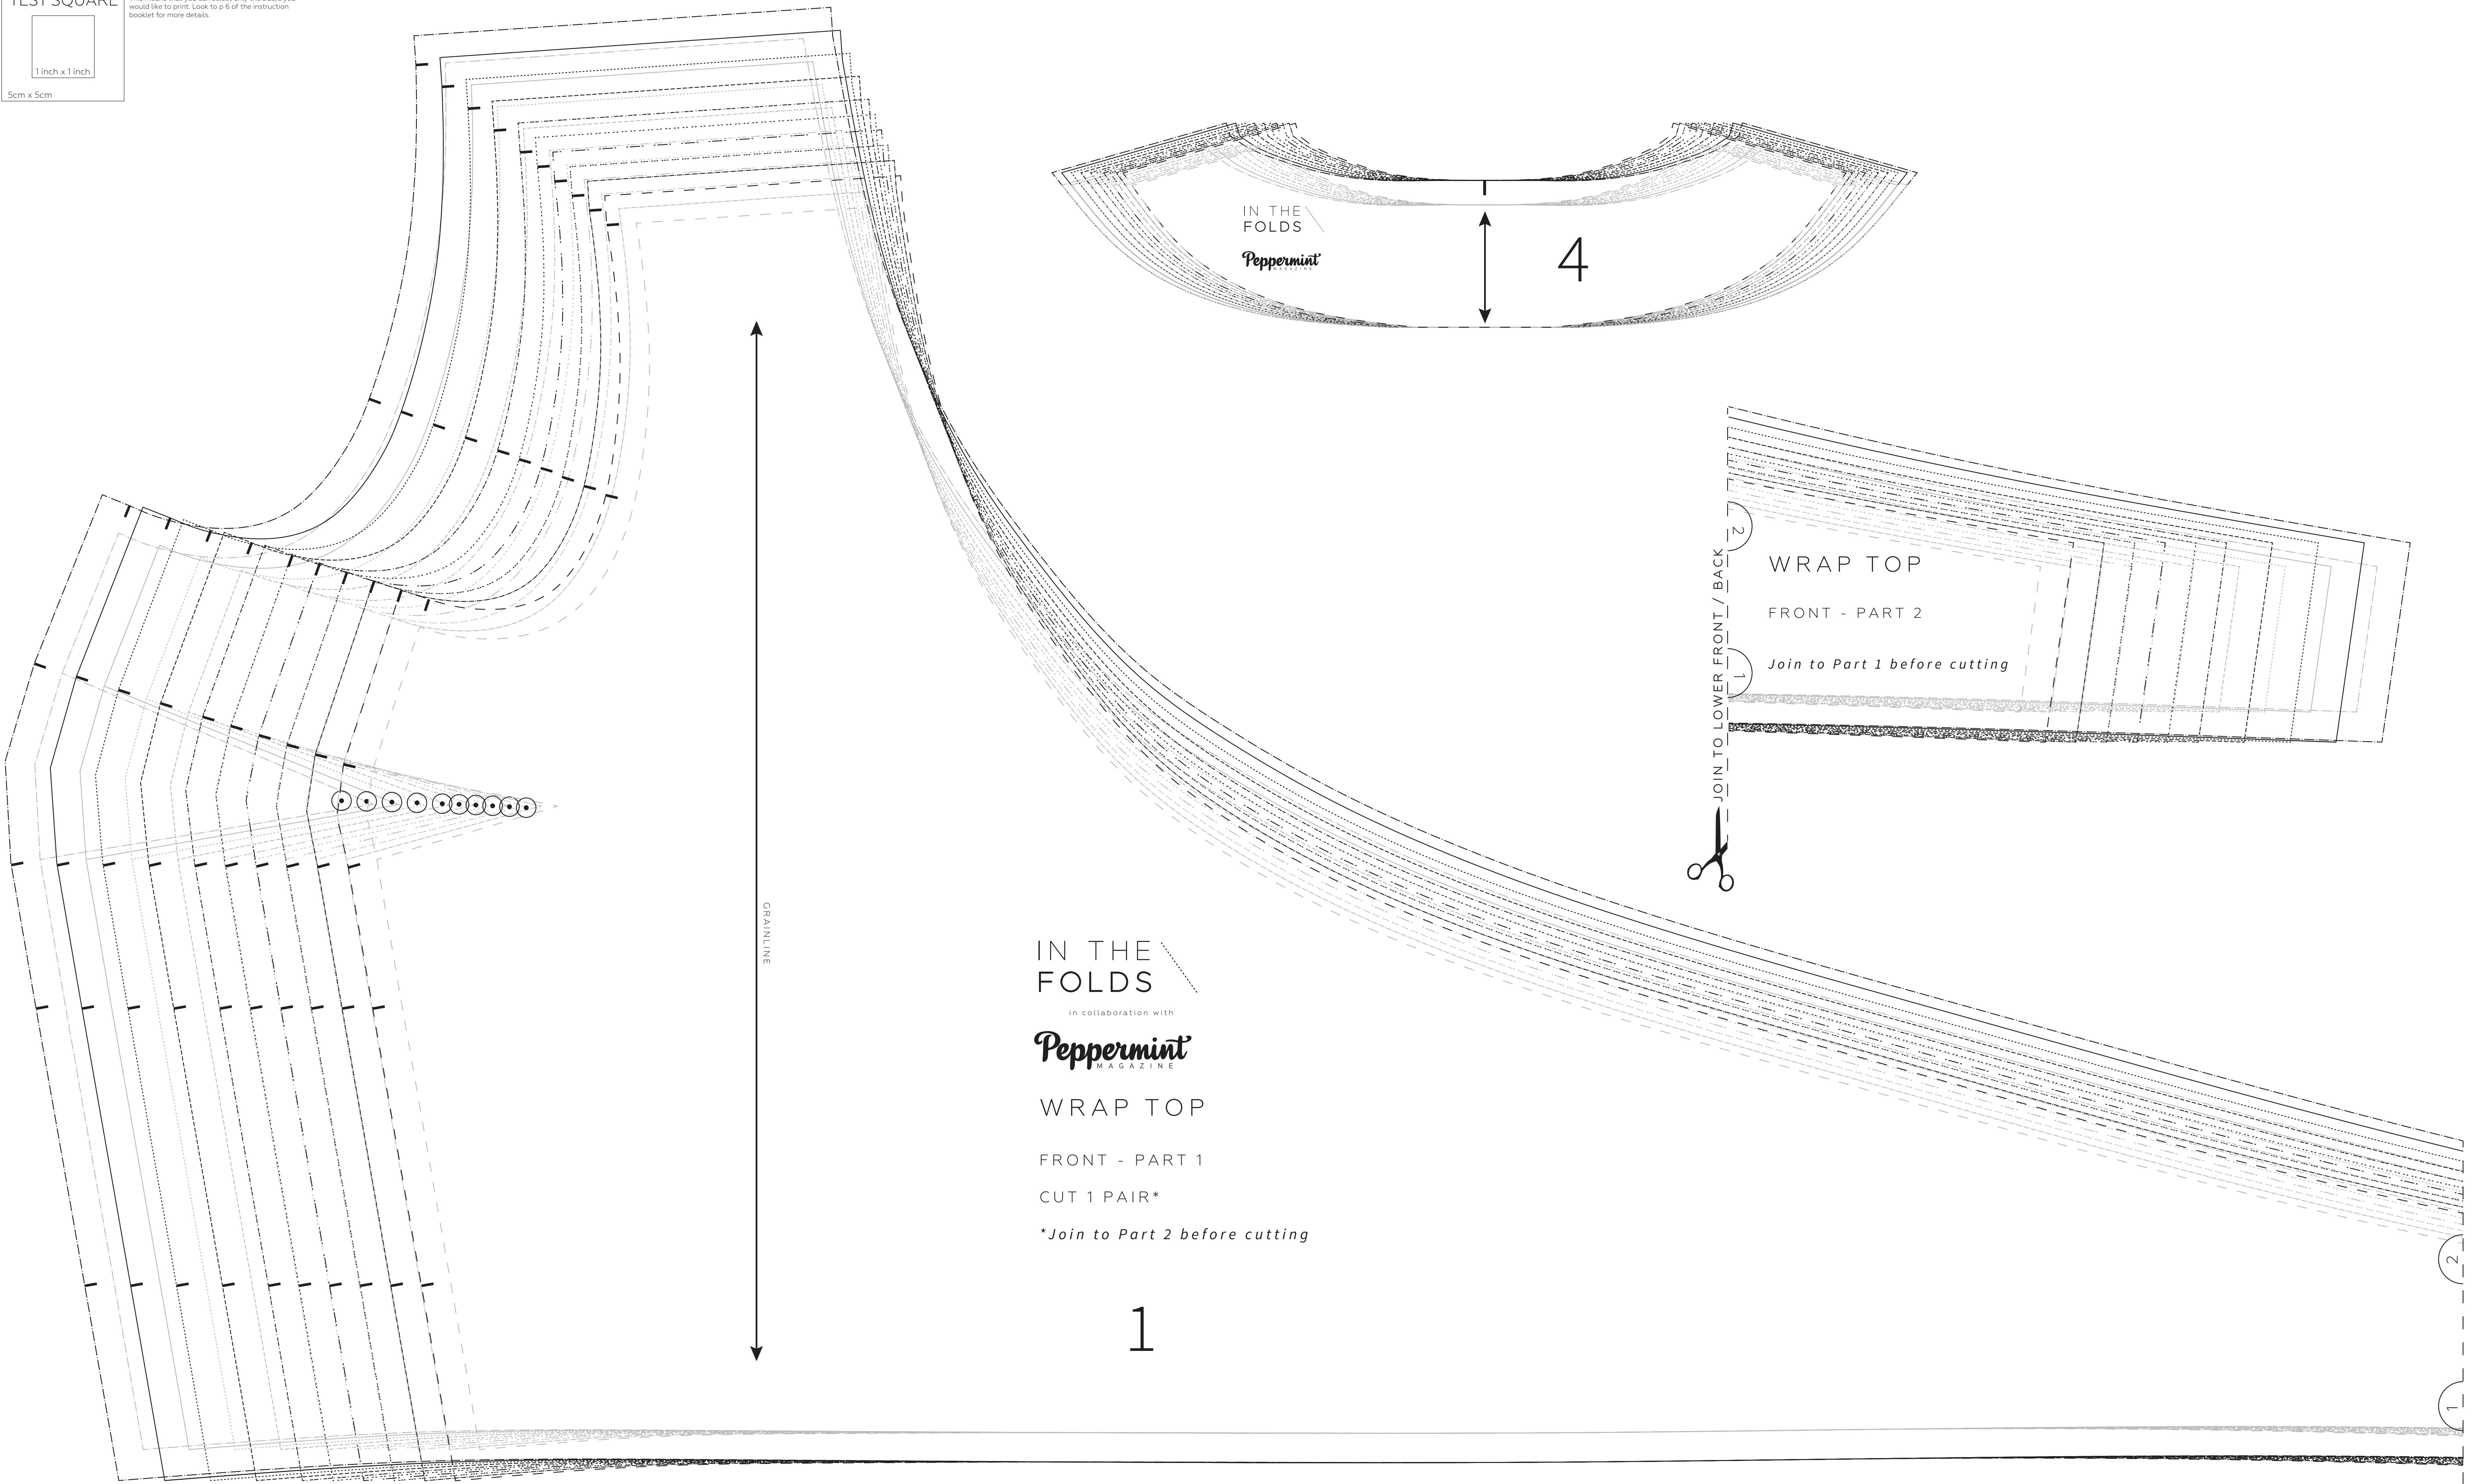 TEST SQUARE
would like to print. Look to p 6 of the instruction
booklet for more details.
1 inch x 1 inch
5cm x 5cm
IN THE
FOLDS
Peppermint
MAGAZINE
4
JOIN TO LOWER FRONT / BACK
2
1
WRAP TOP
FRONT - PART 2
Join to Part 1 before cutting
GRAINLINE
IN THE
FOLDS
in collaboration with
Peppermint
MAGAZINE
WRAP TOP
FRONT - PART 1
CUT 1 PAIR*
*Join to Part 2 before cutting
1
2
1